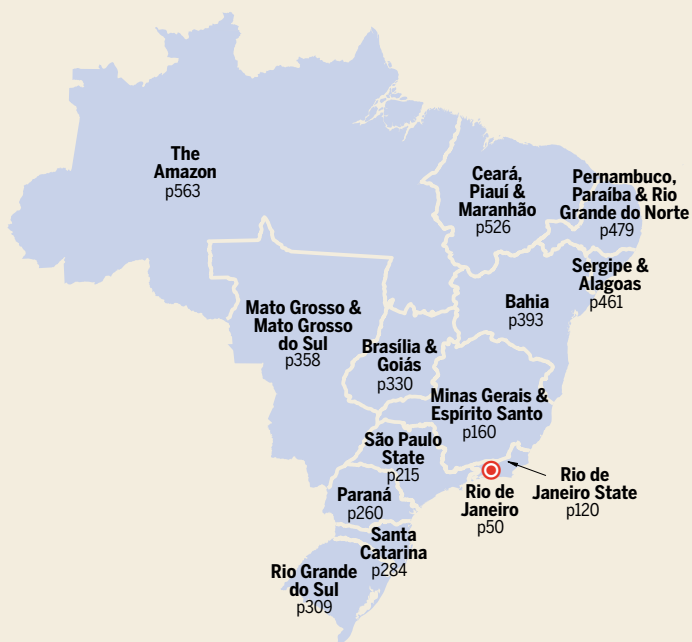 The
Amazon
p563
Ceará,
Piauí &
Maranhão
p526
Pernambuco,
Paraíba & Rio
Grande do Norte
p479
Sergipe &
Alagoas
p461
Bahia
p393
Mato Grosso &
Mato Grosso
do Sul
p358
Brasília &
Goiás
p330
Minas Gerais &
Espírito Santo
p160
São Paulo
State
p215
Rio de
Janeiro State
p120
Rio de
Janeiro
p50
Paraná
p260
Santa
Catarina
p284
Rio Grande
do Sul
p309